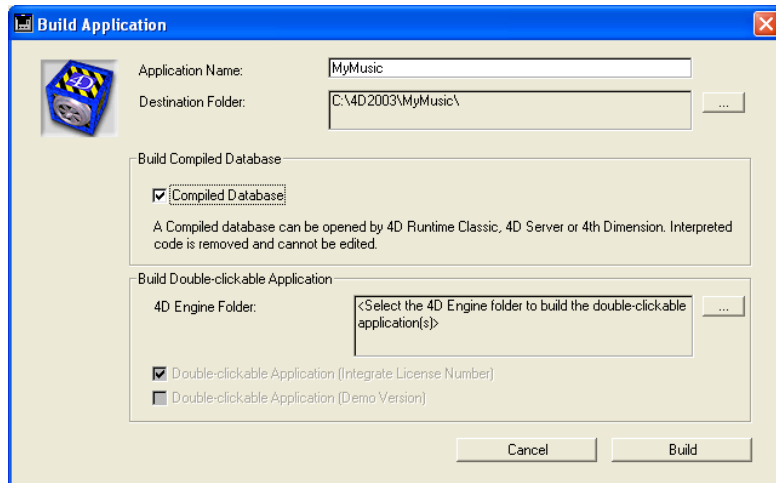 Build Application
Application Name:
MyMusic
Destination Folder:
C:\4D2003\MyMusic\
...
Build Compiled Database
Compiled Database
A Compiled database can be opened by 4D Runtime Classic, 4D Server or 4th Dimension. Interpreted
code is removed and cannot be edited.
Build Double-clickable Application
4D Engine Folder:
<Select the 4D Engine folder to build the double-clickable
application(s)>
...
Double-clickable Application (Integrate License Number)
Double-clickable Application (Demo Version)
Cancel
Build
4D